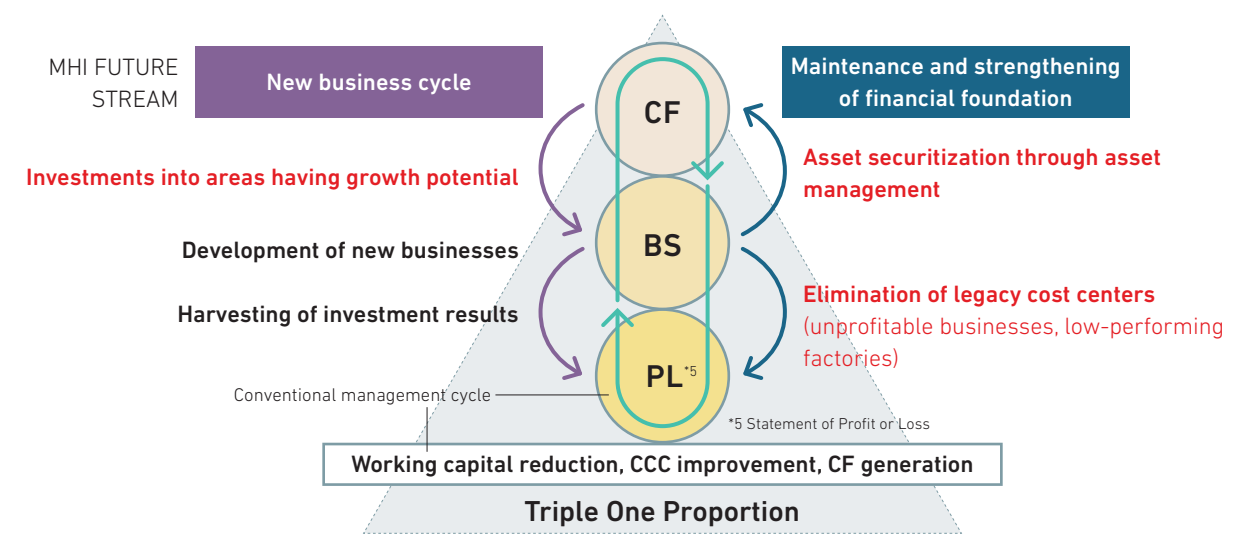 MHI FUTURE
STREAM
New business cycle
Maintenance and strengthening
of financial foundation
CF
Investments into areas having growth potential
Asset securitization through asset
management
Development of new businesses
BS
Harvesting of investment results
Elimination of legacy cost centers
(unprofitable businesses, low-performing
factories)
PL*5
Conventional management cycle
*5 Statement of Profit or Loss
Working capital reduction, CCC improvement, CF generation
Triple One Proportion